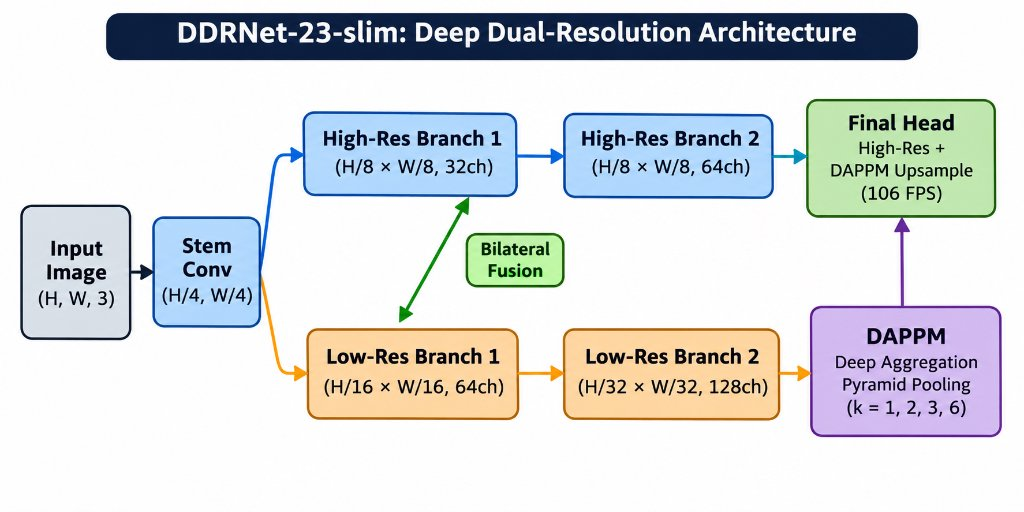 DDRNet-23-slim: Deep Dual-Resolution Architecture
Input
Image
(H, W, 3)
Stem
Conv
(H/4, W/4)
High-Res Branch 1
(H/8 × W/8, 32ch)
High-Res Branch 2
(H/8 × W/8, 64ch)
Final Head
High-Res +
DAPPM Upsample
(106 FPS)
Bilateral
Fusion
Low-Res Branch 1
(H/16 × W/16, 64ch)
Low-Res Branch 2
(H/32 × W/32, 128ch)
DAPPM
Deep Aggregation
Pyramid Pooling
(k = 1, 2, 3, 6)